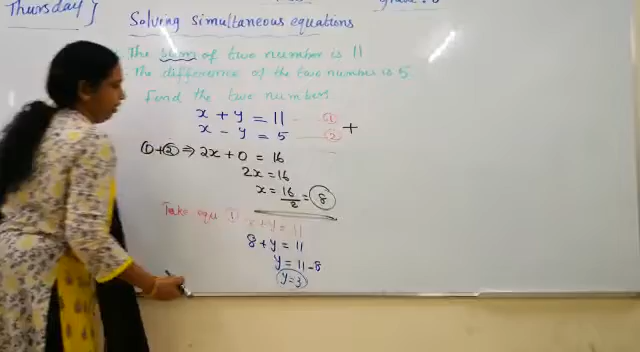 Thursday
Solving simultaneous equations
The sum of two number is 11
The difference of the two number is 5.
Find the two numbers
x + y = 11 ①
x - y = 5 ② +
①+② ⇒ 2x + 0 = 16
2x = 16
x = 16/2 = 8
Take equ ① x + y = 11
8 + y = 11
y = 11 - 8
y = 3